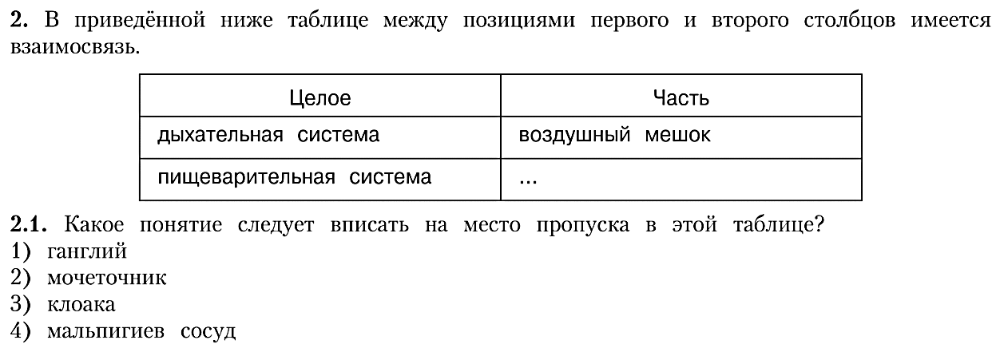 2. В приведённой ниже таблице между позициями первого и второго столбцов имеется
взаимосвязь.
Целое Часть
дыхательная система воздушный мешок
пищеварительная система ...
2.1. Какое понятие следует вписать на место пропуска в этой таблице?
1) ганглий
2) мочеточник
3) клоака
4) мальпигиев сосуд